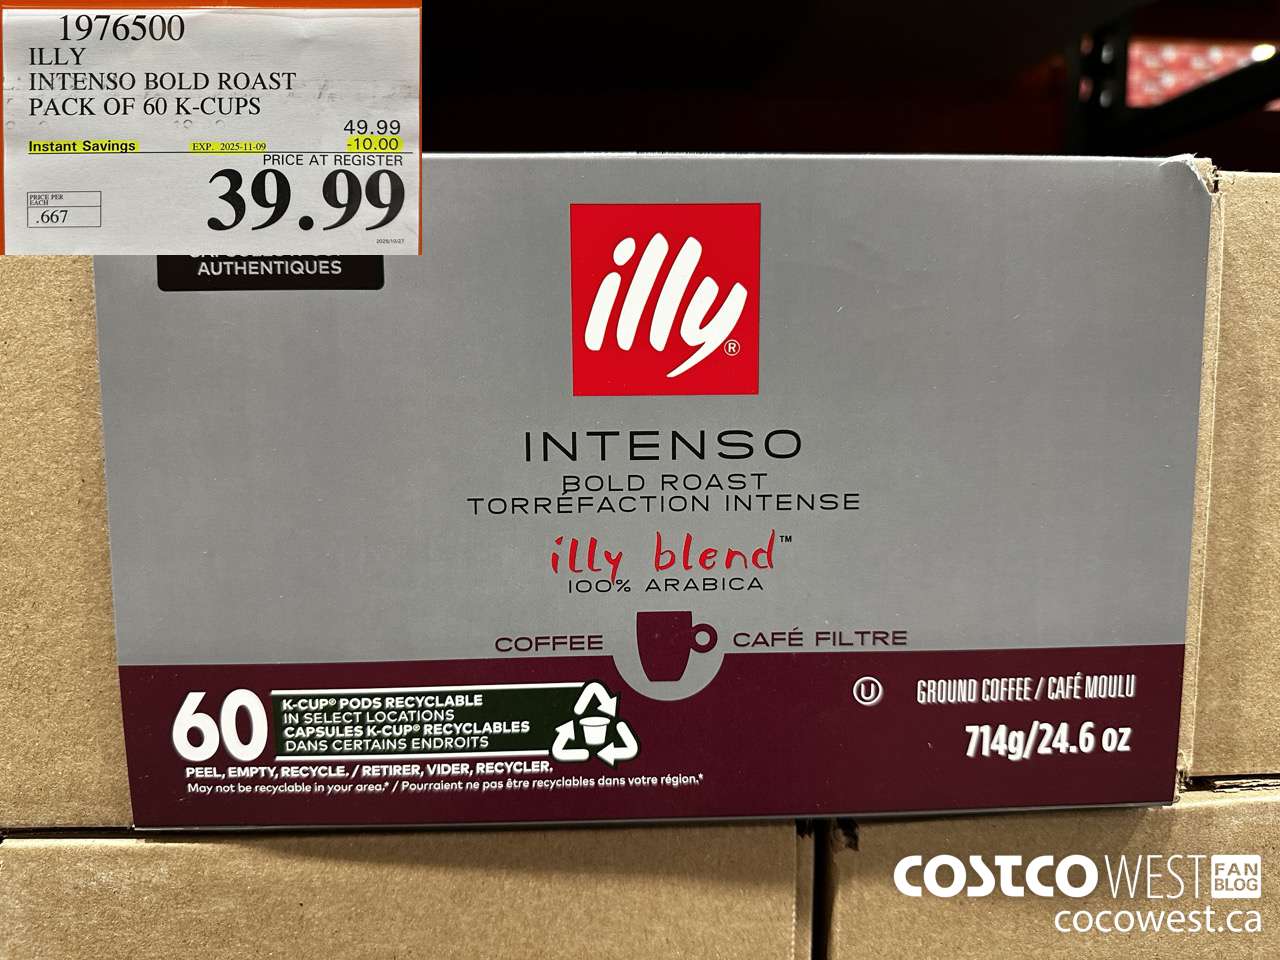 1976500
ILLY
INTENSO BOLD ROAST
PACK OF 60 K-CUPS
49.99
Instant Savings EXP. 2025-11-09 -10.00
PRICE AT REGISTER
39.99
PRICE PER
EACH
.667
2025/10/27
AUTHENTIQUES
illy®
INTENSO
BOLD ROAST
TORRÉFACTION INTENSE
illy blend™
100% ARABICA
COFFEE CAFÉ FILTRE
60
K-CUP® PODS RECYCLABLE
IN SELECT LOCATIONS
CAPSULES K-CUP® RECYCLABLES
DANS CERTAINS ENDROITS
PEEL, EMPTY, RECYCLE. / RETIRER, VIDER, RECYCLER.
May not be recyclable in your area.* / Pourraient ne pas être recyclables dans votre région.*
U GROUND COFFEE / CAFÉ MOULU
714g/24.6 oz
COSTCO WEST FAN BLOG
cocowest.ca